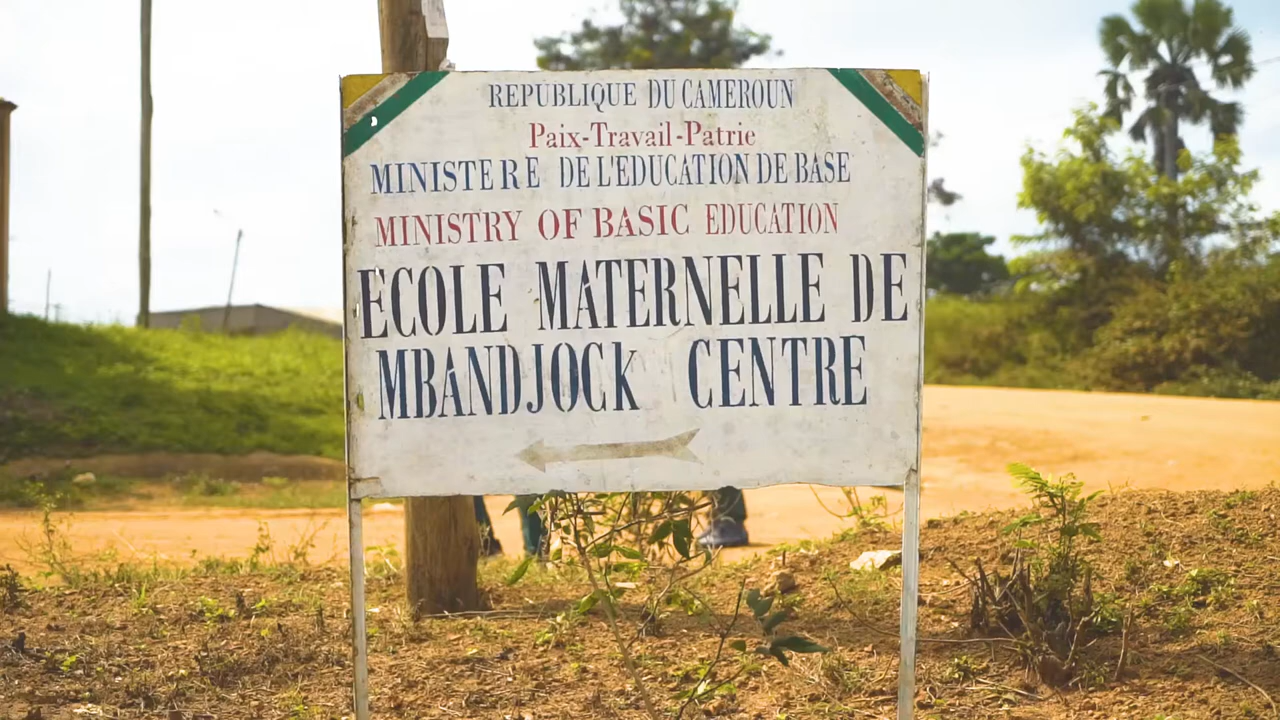 REPUBLIQUE DU CAMEROUN
Paix-Travail-Patrie
MINISTERE DE L'EDUCATION DE BASE
MINISTRY OF BASIC EDUCATION
ECOLE MATERNELLE DE
MBANDJOCK CENTRE